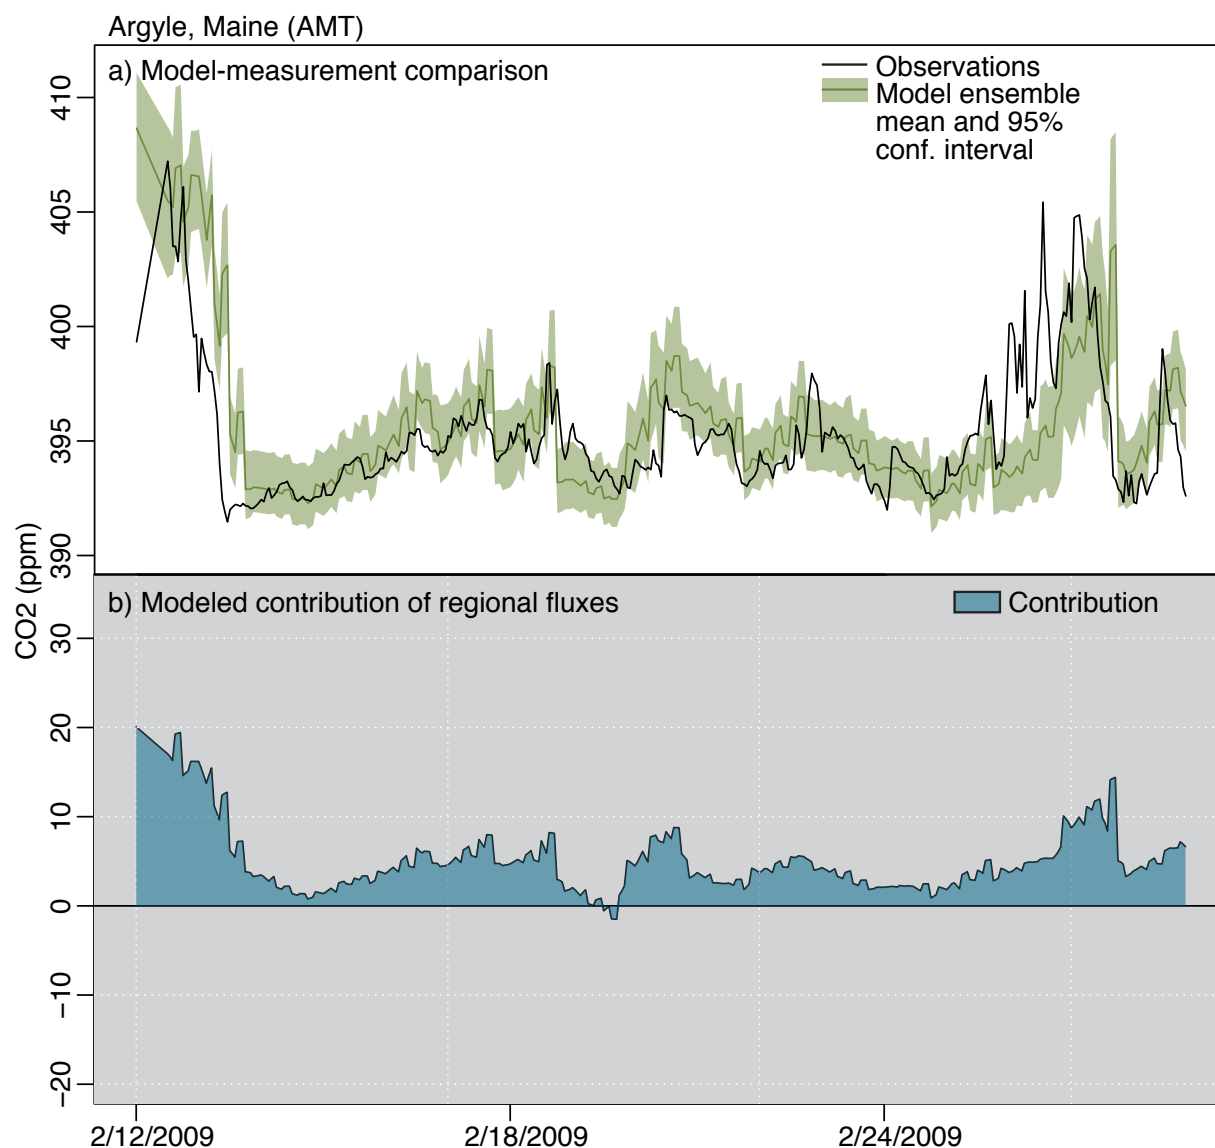 Argyle, Maine (AMT)
a) Model-measurement comparison
Observations
Model ensemble
mean and 95%
conf. interval
410
405
400
395
390
CO2 (ppm)
b) Modeled contribution of regional fluxes
Contribution
30
20
10
0
−10
−20
2/12/2009
2/18/2009
2/24/2009